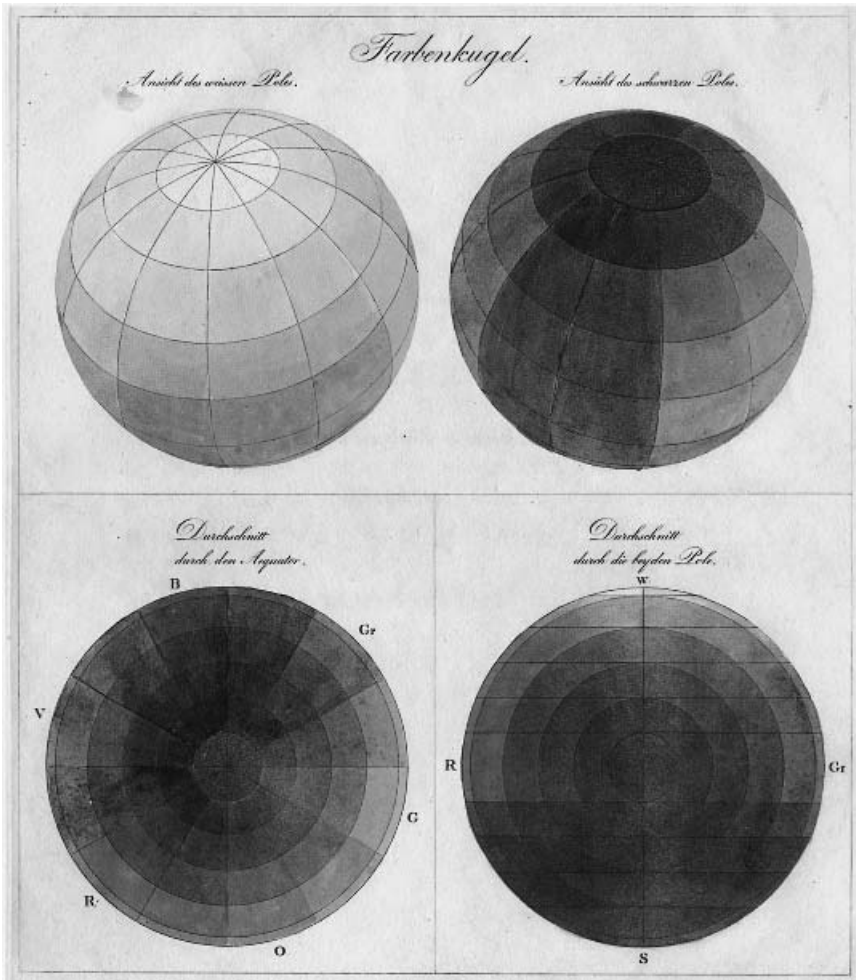 Farbenkugel.
Ansicht des weissen Poles.
Ansicht des schwarzen Poles.
Durchschnitt
durch den Aequator.
Durchschnitt
durch die beyden Pole.
B
Gr
V
G
R
O
W
R
Gr
S